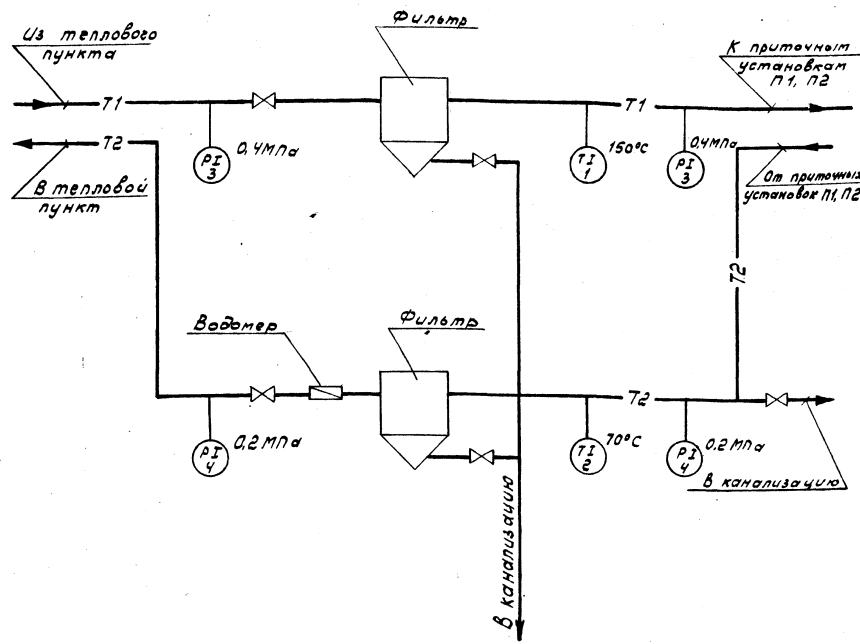 Из теплового
пункта
Фильтр
К приточным
установкам
П1, П2
Т1
Т1
Т2
PI
3
0,4МПа
TI
1
150°С
PI
3
0,4МПа
В тепловой
пункт
От приточных
установок П1, П2
Т2
Водомер
Фильтр
Т2
PI
4
0,2МПа
TI
2
70°С
PI
4
0,2МПа
В канализацию
В канализацию